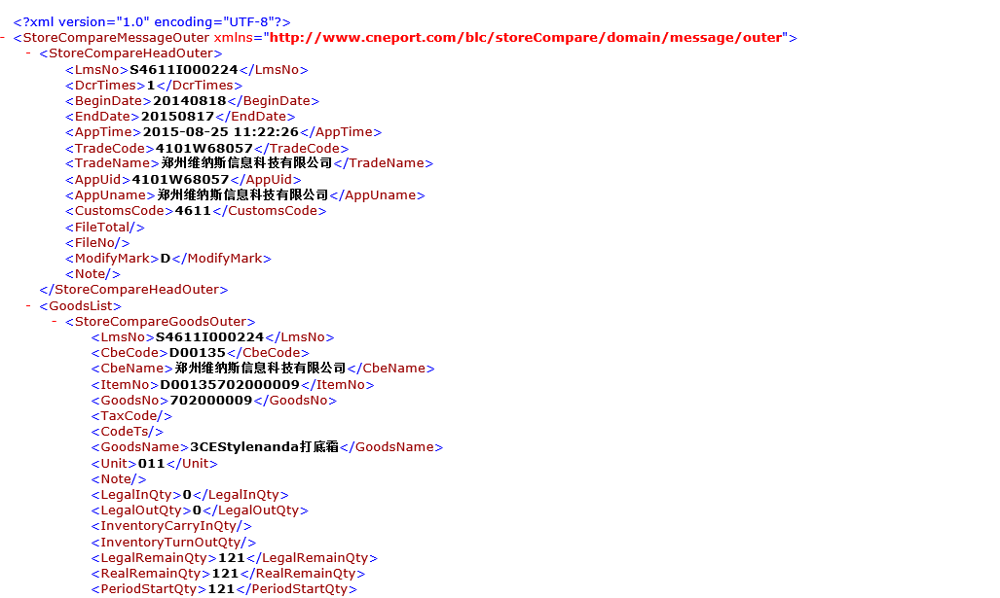 <?xml version="1.0" encoding="UTF-8"?>
- <StoreCompareMessageOuter xmlns="http://www.cneport.com/blc/storeCompare/domain/message/outer">
- <StoreCompareHeadOuter>
<LmsNo>S4611I000224</LmsNo>
<DcrTimes>1</DcrTimes>
<BeginDate>20140818</BeginDate>
<EndDate>20150817</EndDate>
<AppTime>2015-08-25 11:22:26</AppTime>
<TradeCode>4101W68057</TradeCode>
<TradeName>郑州维纳斯信息科技有限公司</TradeName>
<AppUid>4101W68057</AppUid>
<AppUname>郑州维纳斯信息科技有限公司</AppUname>
<CustomsCode>4611</CustomsCode>
<FileTotal/>
<FileNo/>
<ModifyMark>D</ModifyMark>
<Note/>
</StoreCompareHeadOuter>
- <GoodsList>
- <StoreCompareGoodsOuter>
<LmsNo>S4611I000224</LmsNo>
<CbeCode>D00135</CbeCode>
<CbeName>郑州维纳斯信息科技有限公司</CbeName>
<ItemNo>D00135702000009</ItemNo>
<GoodsNo>702000009</GoodsNo>
<TaxCode/>
<CodeTs/>
<GoodsName>3CEStylenanda打底霜</GoodsName>
<Unit>011</Unit>
<Note/>
<LegalInQty>0</LegalInQty>
<LegalOutQty>0</LegalOutQty>
<InventoryCarryInQty/>
<InventoryTurnOutQty/>
<LegalRemainQty>121</LegalRemainQty>
<RealRemainQty>121</RealRemainQty>
<PeriodStartQty>121</PeriodStartQty>